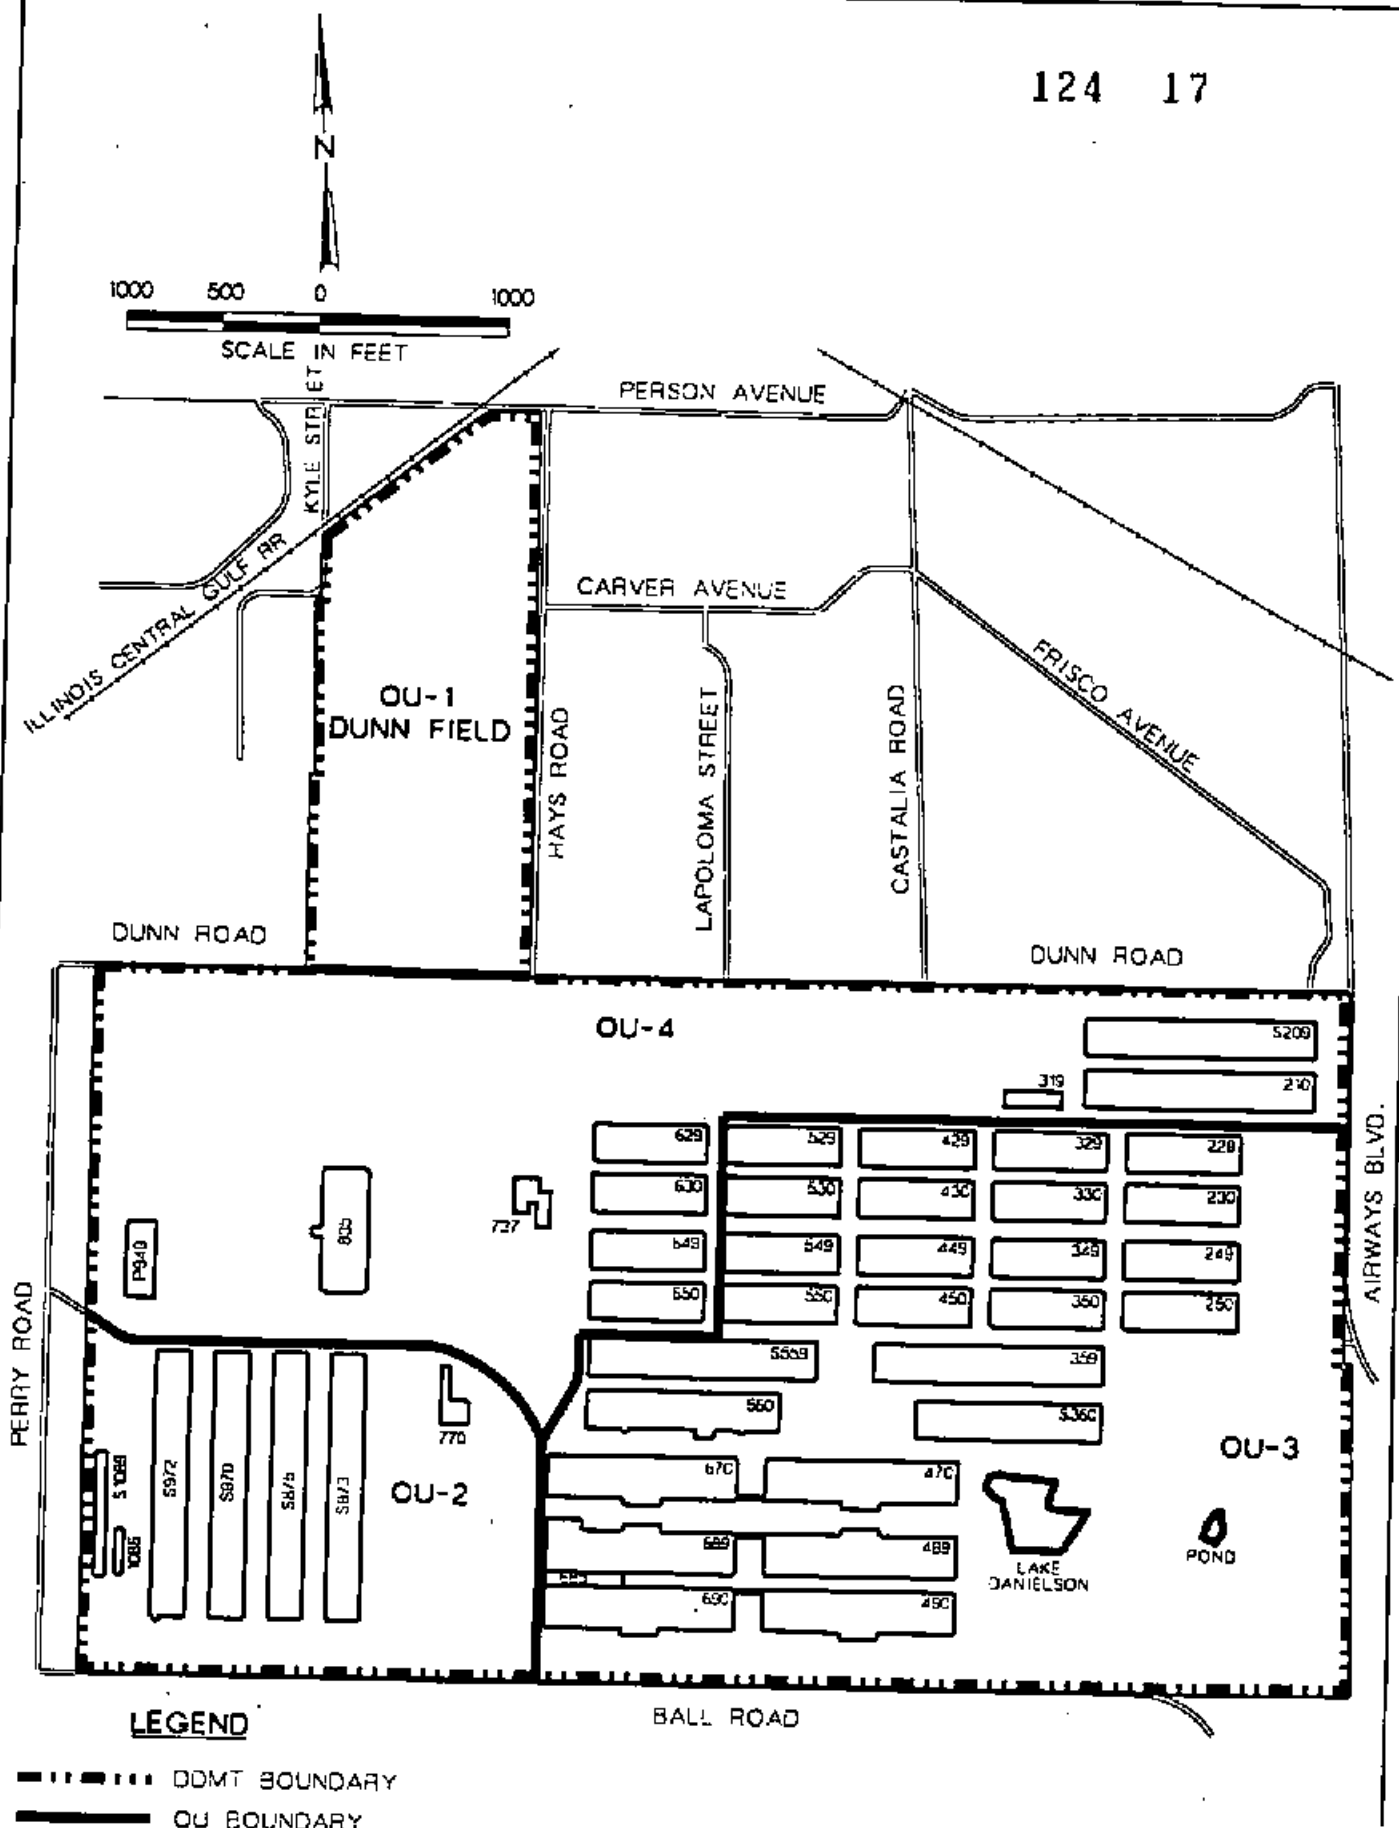 124 17
N
1000 500 0 1000
SCALE IN FEET
PERSON AVENUE
KYLE STREET
ILLINOIS CENTRAL GULF RR
CARVER AVENUE
FRISCO AVENUE
OU-1
DUNN FIELD
HAYS ROAD
LAPOLOMA STREET
CASTALIA ROAD
DUNN ROAD
DUNN ROAD
OU-4
5209
319
210
629
529
429
329
229
630
530
430
330
230
737
835
P949
649
549
449
349
249
650
550
450
350
250
AIRWAYS BLVD.
PERRY ROAD
S559
359
560
S360
770
OU-3
S1089
1086
S972
S970
S875
S873
OU-2
670
470
689
489
690
490
LAKE
DANIELSON
POND
BALL ROAD
LEGEND
DDMT BOUNDARY
OU BOUNDARY